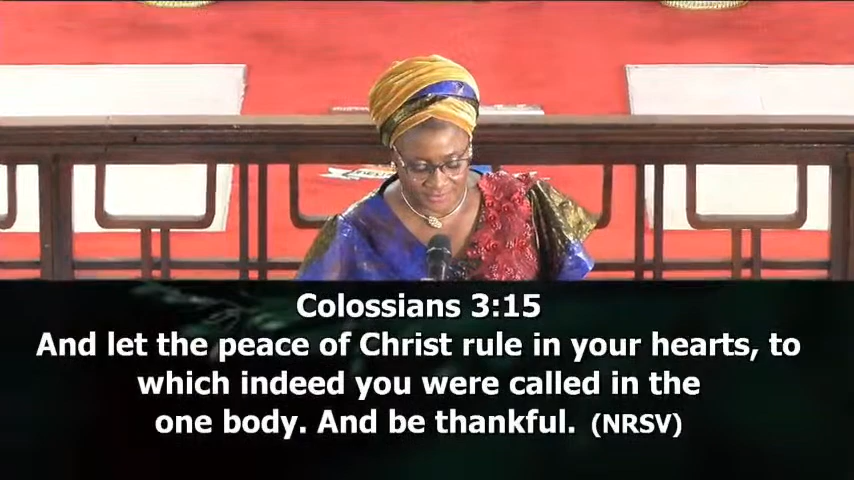 Colossians 3:15
And let the peace of Christ rule in your hearts, to
which indeed you were called in the
one body. And be thankful. (NRSV)